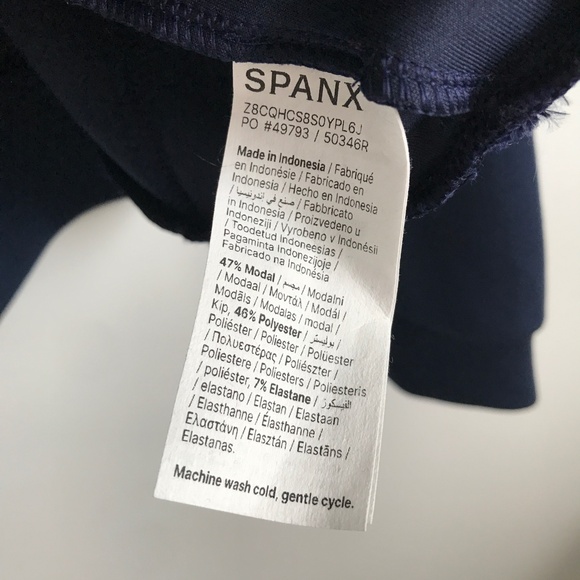 SPANX
Z8CQHCS8S0YPL6J
PO #49793 / 50346R
Made in Indonesia / Fabriqué
en Indonésie / Fabricado en
Indonesia / Hecho en Indonesia
/ صنع في أندونيسيا / Fabbricato
in Indonesia / Proizvedeno u
Indoneziji / Vyrobeno v Indonésii
/ Toodetud Indoneesias /
Pagaminta Indonezijoje /
Fabricado na Indonésia
47% Modal / / Modalni
/ Modaal / Μοντάλ / Modál /
Modāls / Modalas / modal /
Kip, 46% Polyester / بوليستر /
Poliéster / Poliester / Polüester
/ Πολυεστέρας / Poliészter /
Poliestere / Poliesters / Poliesteris
/ poliéster, 7% Elastane /
/ elastano / Elastan / Elastaan
/ Elasthanne / Élasthanne /
Ελαστάνη / Elasztán / Elastāns /
Elastanas.
Machine wash cold, gentle cycle.